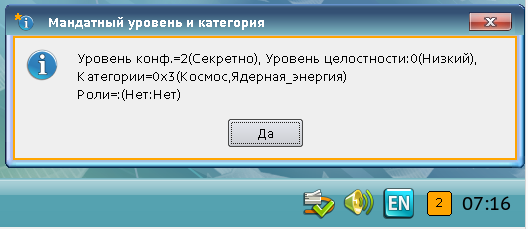 Мандатный уровень и категория
Уровень конф.=2(Секретно), Уровень целостности:0(Низкий),
Категории=0x3(Космос,Ядерная_энергия)
Роли=:(Нет:Нет)
Да
EN 2 07:16